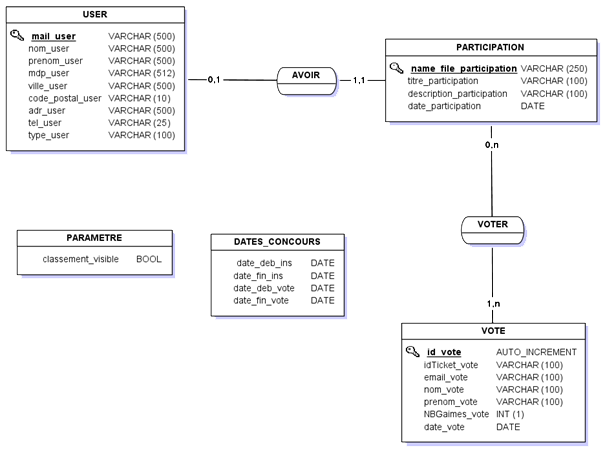 USER
mail_user VARCHAR (500)
nom_user VARCHAR (500)
prenom_user VARCHAR (500)
mdp_user VARCHAR (512)
ville_user VARCHAR (500)
code_postal_user VARCHAR (10)
adr_user VARCHAR (500)
tel_user VARCHAR (25)
type_user VARCHAR (100)
0,1
AVOIR
1,1
PARTICIPATION
name_file_participation VARCHAR (250)
titre_participation VARCHAR (100)
description_participation VARCHAR (100)
date_participation DATE
0,n
VOTER
1,n
PARAMETRE
classement_visible BOOL
DATES_CONCOURS
date_deb_ins DATE
date_fin_ins DATE
date_deb_vote DATE
date_fin_vote DATE
VOTE
id_vote AUTO_INCREMENT
idTicket_vote VARCHAR (100)
email_vote VARCHAR (100)
nom_vote VARCHAR (100)
prenom_vote VARCHAR (100)
NBGaimes_vote INT (1)
date_vote DATE